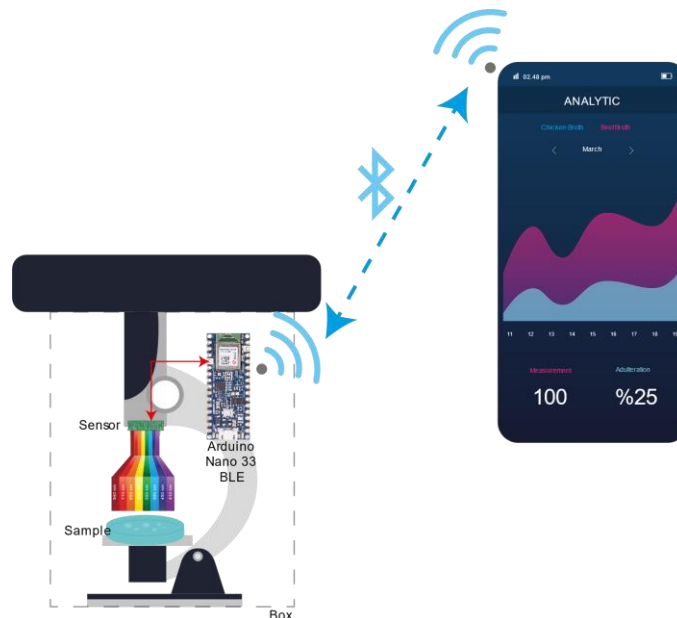 02.48 pm
ANALYTIC
Chicken Broth Beef Broth
March
11 12 13 14 15 16 17 18 19
Measurement Adulteration
100 %25
Sensor
Arduino
Nano 33
BLE
Sample
Box